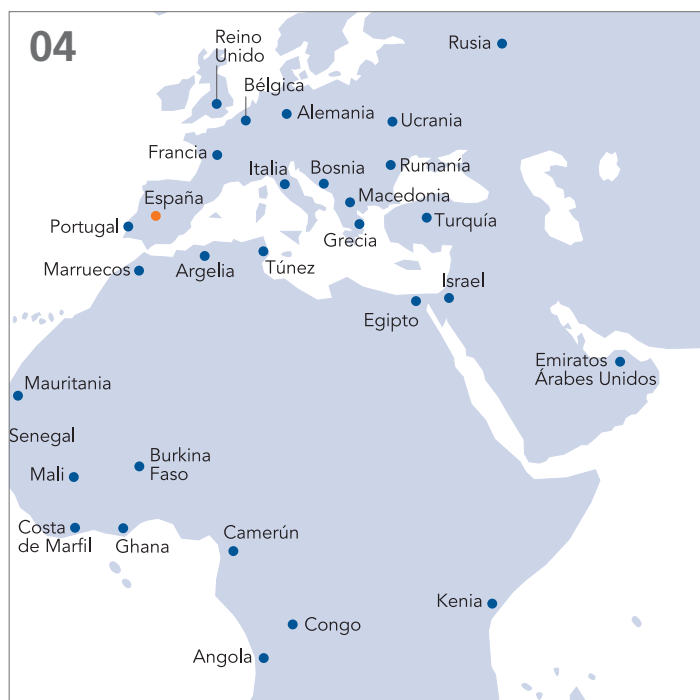 04
Reino
Unido
Rusia
Bélgica
Alemania
Ucrania
Francia
Italia
Bosnia
Rumanía
España
Macedonia
Portugal
Turquía
Grecia
Marruecos
Argelia
Túnez
Israel
Egipto
Emiratos
Árabes Unidos
Mauritania
Senegal
Burkina
Faso
Mali
Costa
de Marfil
Ghana
Camerún
Kenia
Congo
Angola